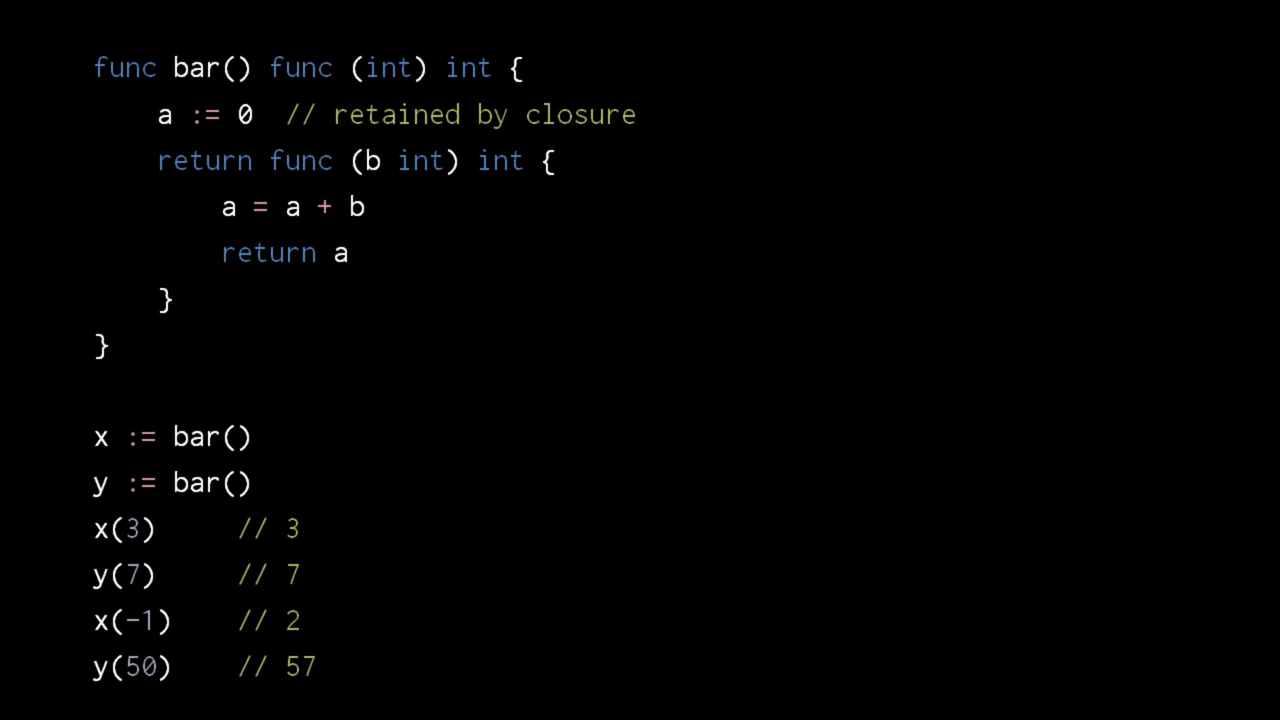 func bar() func (int) int {
    a := 0  // retained by closure
    return func (b int) int {
        a = a + b
        return a
    }
}
x := bar()
y := bar()
x(3)     // 3
y(7)     // 7
x(-1)    // 2
y(50)    // 57